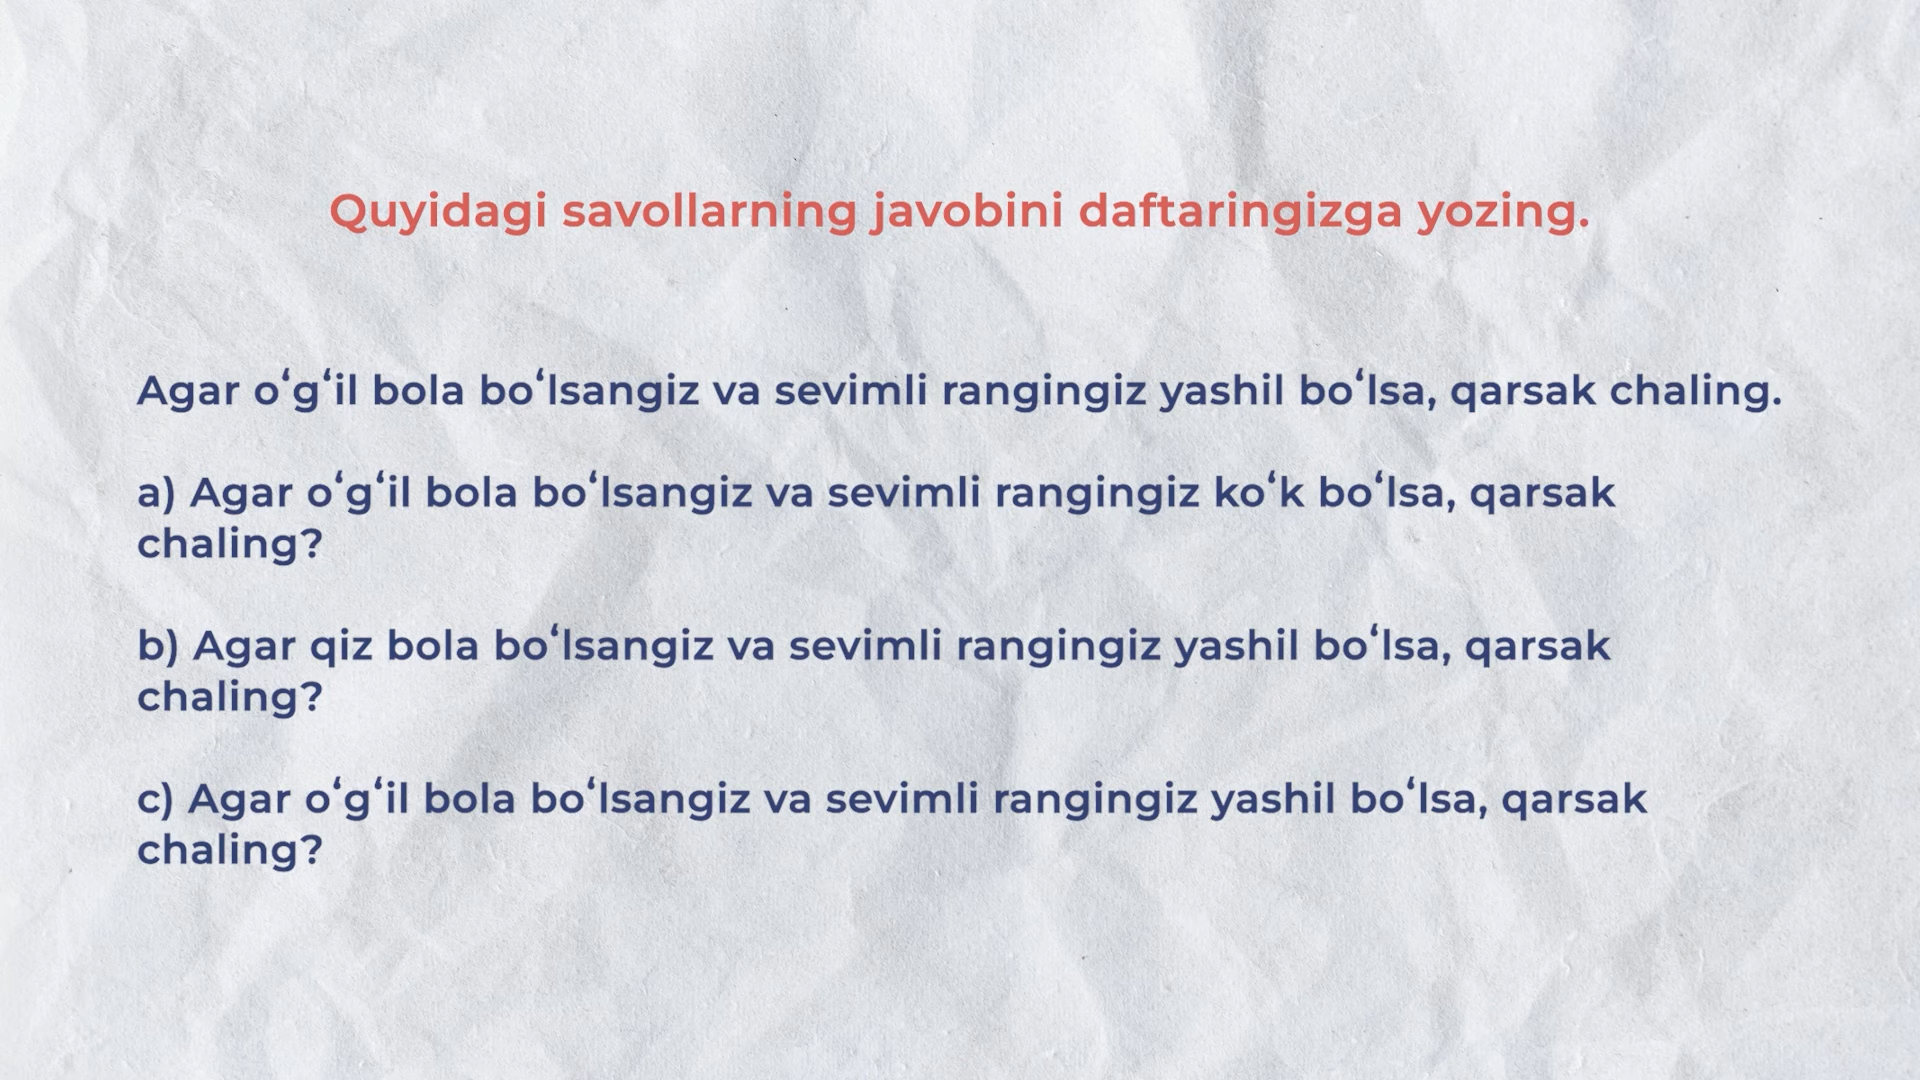 Quyidagi savollarning javobini daftaringizga yozing.
Agar oʻgʻil bola boʻlsangiz va sevimli rangingiz yashil boʻlsa, qarsak chaling.
a) Agar oʻgʻil bola boʻlsangiz va sevimli rangingiz koʻk boʻlsa, qarsak
chaling?
b) Agar qiz bola boʻlsangiz va sevimli rangingiz yashil boʻlsa, qarsak
chaling?
c) Agar oʻgʻil bola boʻlsangiz va sevimli rangingiz yashil boʻlsa, qarsak
chaling?